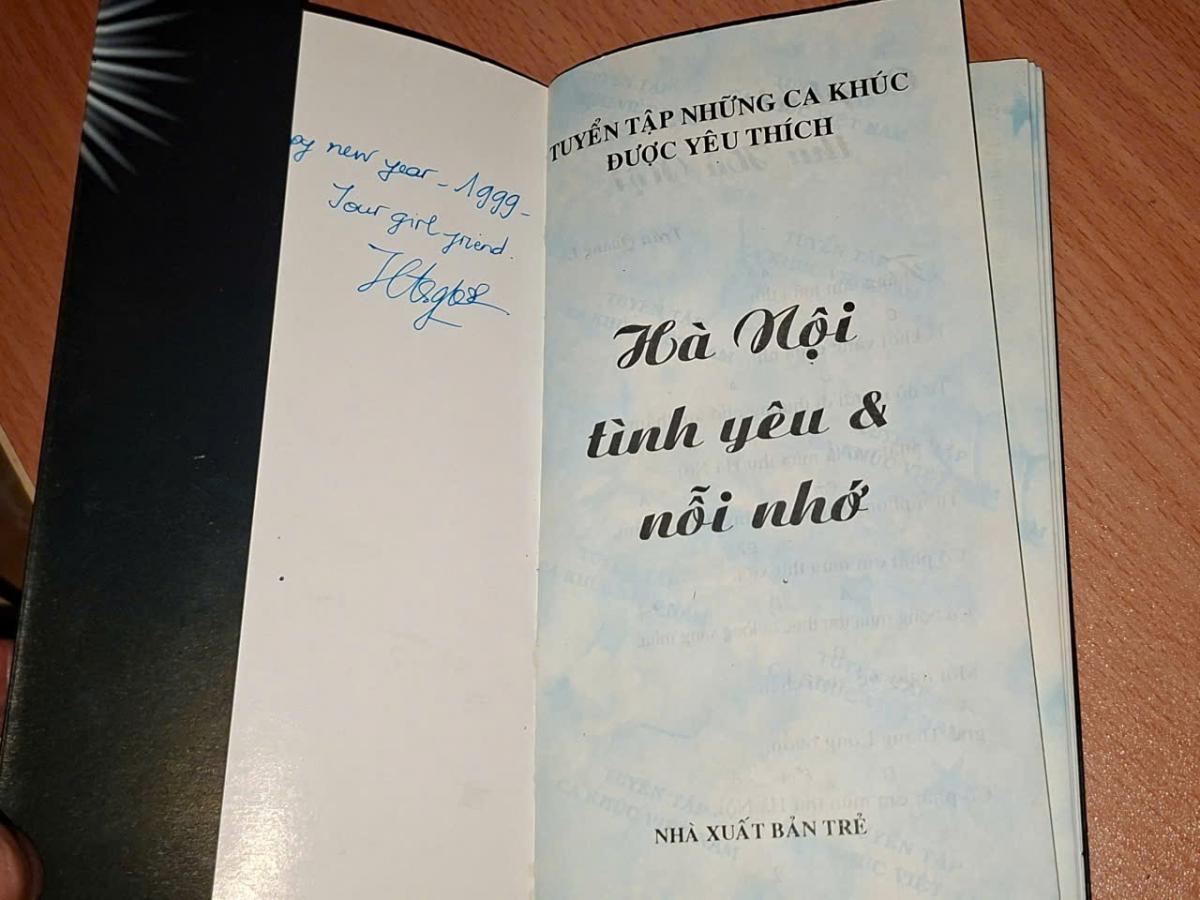 py new year - 1999 -
Your girl friend.
TUYỂN TẬP NHỮNG CA KHÚC
ĐƯỢC YÊU THÍCH
Hà Nội
tình yêu &
nỗi nhớ
NHÀ XUẤT BẢN TRẺ